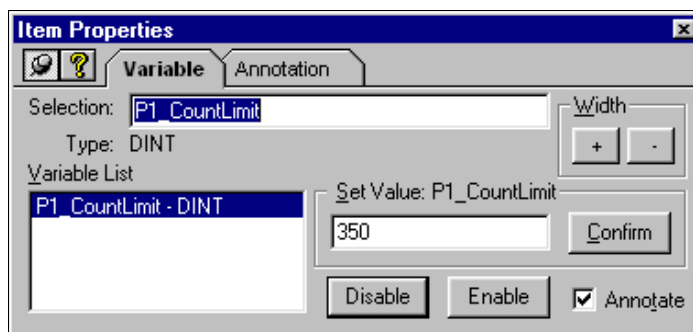 Item Properties
Variable Annotation
Selection: P1_CountLimit
Width
Type: DINT
+ -
Variable List
P1_CountLimit - DINT
Set Value: P1_CountLimit
350 Confirm
Disable Enable Annotate